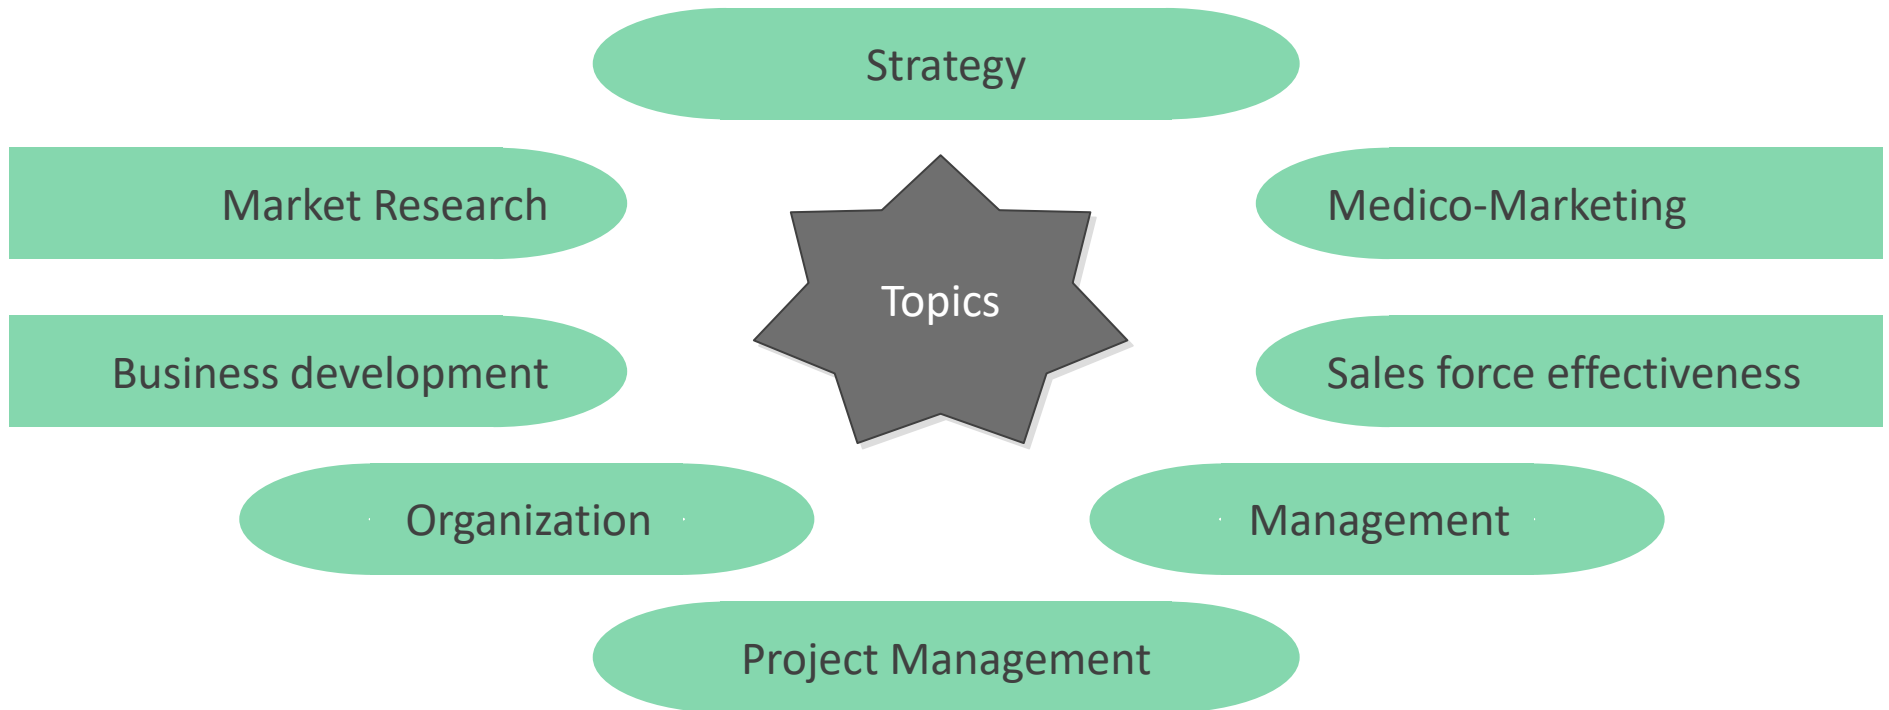 Strategy
Market Research
Medico-Marketing
Topics
Business development
Sales force effectiveness
Organization
Management
Project Management